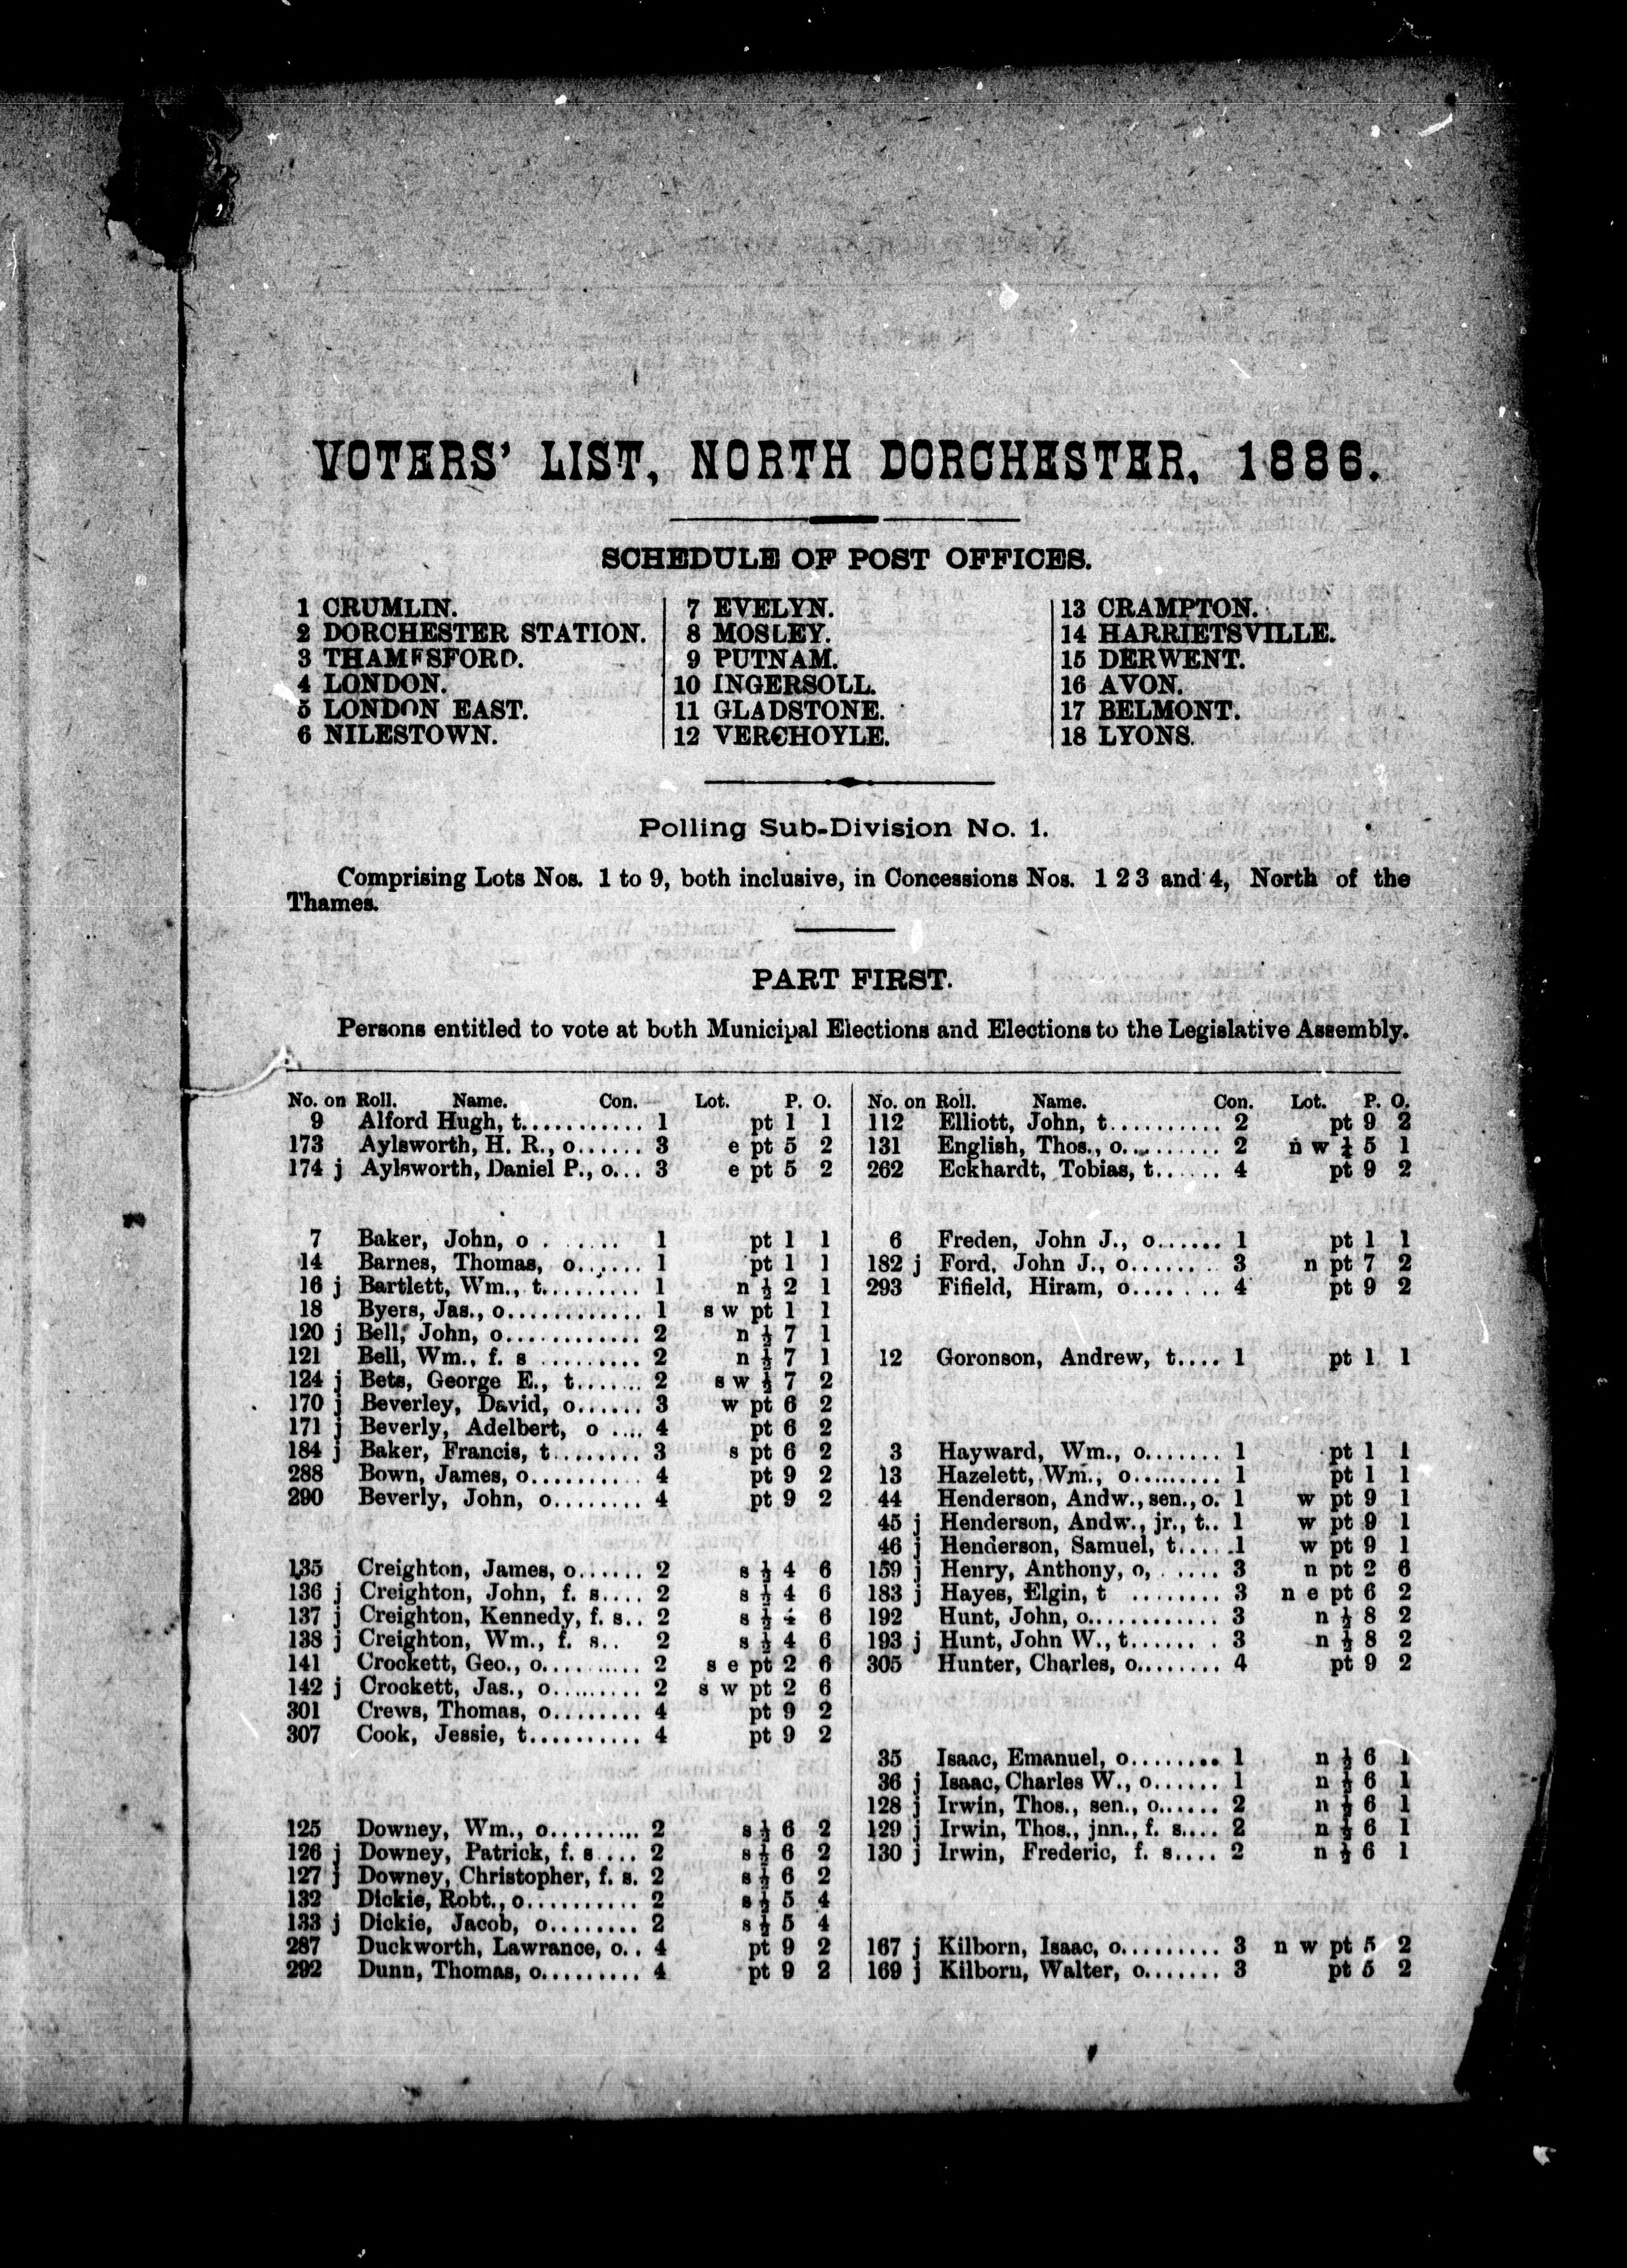 VOTERS' LIST, NORTH DORCHESTER, 1886.
SCHEDULE OF POST OFFICES.
1 CRUMLIN.
2 DORCHESTER STATION.
3 THAMESFORD.
4 LONDON.
5 LONDON EAST.
6 NILESTOWN.
7 EVELYN.
8 MOSLEY.
9 PUTNAM.
10 INGERSOLL.
11 GLADSTONE.
12 VERCHOYLE.
13 CRAMPTON.
14 HARRIETSVILLE.
15 DERWENT.
16 AVON.
17 BELMONT.
18 LYONS.
Polling Sub-Division No. 1.
Comprising Lots Nos. 1 to 9, both inclusive, in Concessions Nos. 1 2 3 and 4, North of the
Thames.
PART FIRST.
Persons entitled to vote at both Municipal Elections and Elections to the Legislative Assembly.
No. on Roll. Name. Con. Lot. P. O.
9 Alford Hugh, t........... 1 pt 1 1
173 Aylsworth, H. R., o...... 3 e pt 5 2
174 j Aylsworth, Daniel P., o... 3 e pt 5 2
7 Baker, John, o . ..... 1 pt 1 1
14 Barnes, Thomas, o...... 1 pt 1 1
16 j Bartlett, Wm., t......... 1 n ½ 2 1
18 Byers, Jas., o............. 1 s w pt 1 1
120 j Bell, John, o............. 2 n ½ 7 1
121 Bell, Wm., f. s ......... 2 n ½ 7 1
124 j Bets, George E., t....... 2 s w ½ 7 2
170 j Beverley, David, o...... 3 w pt 6 2
171 j Beverly, Adelbert, o .... 4 pt 6 2
184 j Baker, Francis, t........ 3 s pt 6 2
288 Bown, James, o.......... 4 pt 9 2
290 Beverly, John, o........ 4 pt 9 2
135 Creighton, James, o...... 2 s ½ 4 6
136 j Creighton, John, f. s.... 2 s ½ 4 6
137 j Creighton, Kennedy, f. s.. 2 s ½ 4 6
138 j Creighton, Wm., f. s.. 2 s ½ 4 6
141 Crockett, Geo., o......... 2 s e pt 2 6
142 j Crockett, Jas., o......... 2 s w pt 2 6
301 Crews, Thomas, o........ 4 pt 9 2
307 Cook, Jessie, t.......... 4 pt 9 2
125 Downey, Wm., o......... 2 s ½ 6 2
126 j Downey, Patrick, f. s.... 2 s ½ 6 2
127 j Downey, Christopher, f. s. 2 s ½ 6 2
132 Dickie, Robt., o.......... 2 s ½ 5 4
133 j Dickie, Jacob, o........ 2 s ½ 5 4
287 Duckworth, Lawrance, o.. 4 pt 9 2
292 Dunn, Thomas, o......... 4 pt 9 2
No. on Roll. Name. Con. Lot. P. O.
112 Elliott, John, t.......... 2 pt 9 2
131 English, Thos., o......... 2 n w ¼ 5 1
262 Eckhardt, Tobias, t...... 4 pt 9 2
6 Freden, John J., o...... 1 pt 1 1
182 j Ford, John J., o....... 3 n pt 7 2
293 Fifield, Hiram, o....... 4 pt 9 2
12 Goronson, Andrew, t.... 1 pt 1 1
3 Hayward, Wm., o....... 1 pt 1 1
13 Hazelett, Wm., o......... 1 pt 1 1
44 Henderson, Andw., sen., o. 1 w pt 9 1
45 j Henderson, Andw., jr., t.. 1 w pt 9 1
46 j Henderson, Samuel, t..... 1 w pt 9 1
159 j Henry, Anthony, o, ..... 3 n pt 2 6
183 j Hayes, Elgin, t ........ 3 n e pt 6 2
192 Hunt, John, o............ 3 n ½ 8 2
193 j Hunt, John W., t....... 3 n ½ 8 2
305 Hunter, Charles, o........ 4 pt 9 2
35 Isaac, Emanuel, o........ 1 n ½ 6 1
36 j Isaac, Charles W., o...... 1 n ½ 6 1
128 j Irwin, Thos., sen., o...... 2 n ½ 6 1
129 j Irwin, Thos., jnn., f. s.... 2 n ½ 6 1
130 j Irwin, Frederic, f. s.... 2 n ½ 6 1
167 j Kilborn, Isaac, o......... 3 n w pt 5 2
169 j Kilborn, Walter, o....... 3 pt 5 2